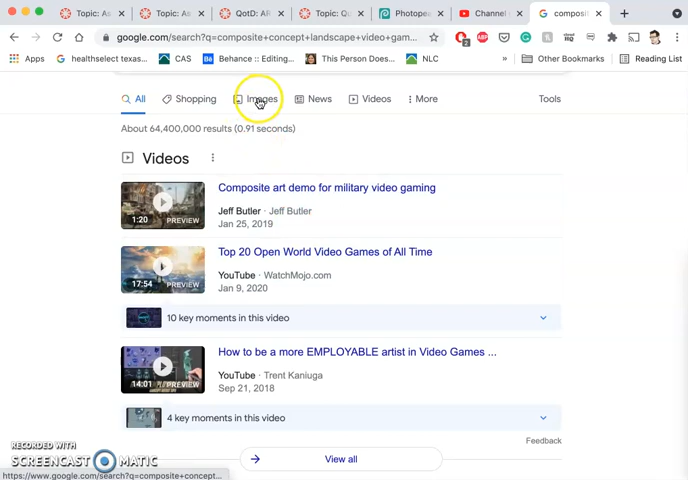 Topic: As
Topic: As
QotD: AR
Topic: Qu
Photopea
Channel
composit
google.com/search?q=composite+concept+landscape+video+gam...
Apps
healthselect texas...
CAS
Behance :: Editing...
This Person Does...
NLC
»
Other Bookmarks
Reading List
All
Shopping
Images
News
Videos
More
Tools
About 64,400,000 results (0.91 seconds)
Videos
Composite art demo for military video gaming
Jeff Butler · Jeff Butler
Jan 25, 2019
1:20 PREVIEW
Top 20 Open World Video Games of All Time
YouTube · WatchMojo.com
Jan 9, 2020
17:54 PREVIEW
10 key moments in this video
How to be a more EMPLOYABLE artist in Video Games ...
YouTube · Trent Kaniuga
Sep 21, 2018
14:01 PREVIEW
4 key moments in this video
Feedback
View all
RECORDED WITH
SCREENCAST MATIC
https://www.google.com/search?q=composite+concept...